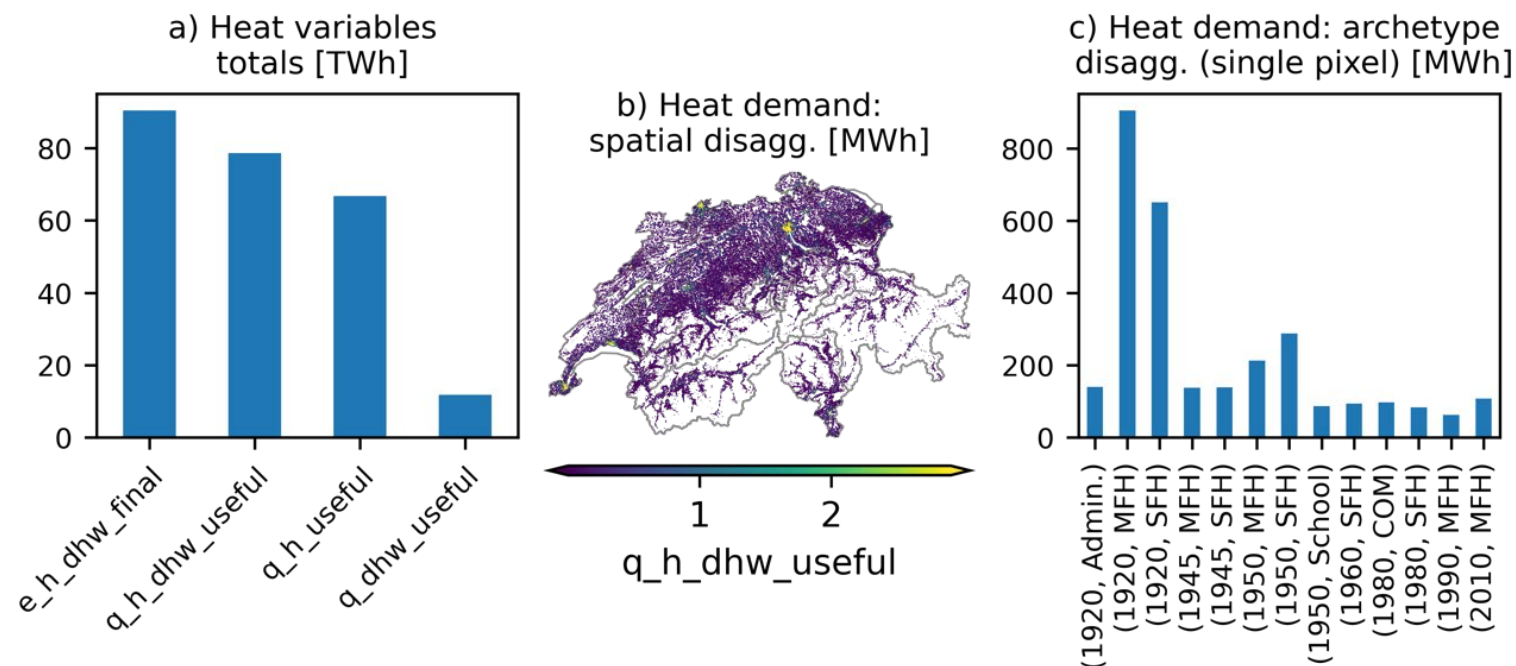 a) Heat variables
totals [TWh]
80
60
40
20
0
e_h_dhw_final
q_h_dhw_useful
q_h_useful
q_dhw_useful
b) Heat demand:
spatial disagg. [MWh]
1
2
q_h_dhw_useful
c) Heat demand: archetype
disagg. (single pixel) [MWh]
800
600
400
200
0
(1920, Admin.)
(1920, MFH)
(1920, SFH)
(1945, MFH)
(1945, SFH)
(1950, MFH)
(1950, SFH)
(1950, School)
(1960, SFH)
(1980, COM)
(1980, SFH)
(1990, MFH)
(2010, MFH)